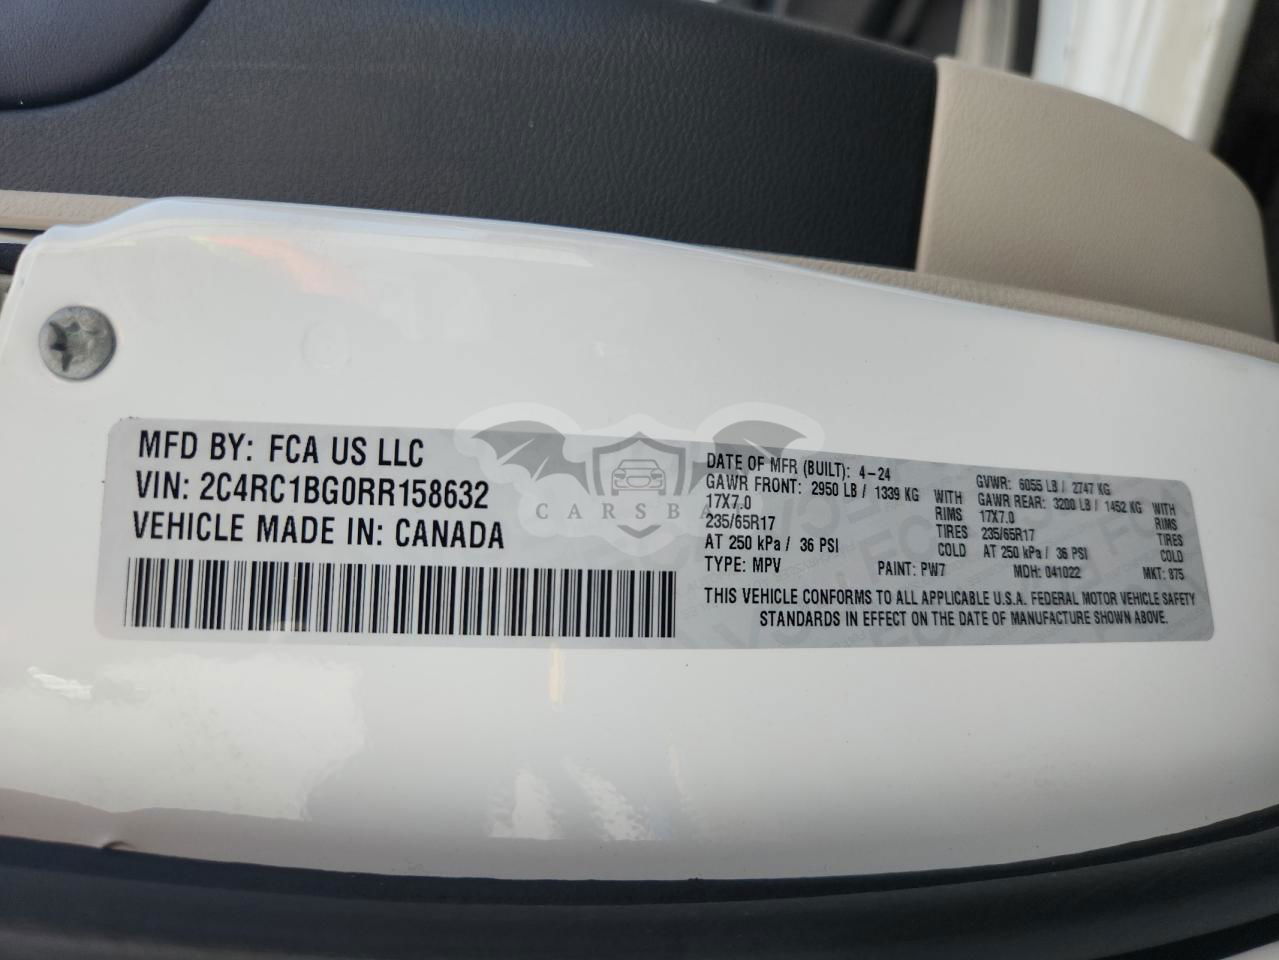 MFD BY: FCA US LLC
VIN: 2C4RC1BG0RR158632
VEHICLE MADE IN: CANADA
DATE OF MFR (BUILT): 4-24 GVWR: 6055 LB / 2747 KG
GAWR FRONT: 2950 LB / 1339 KG WITH GAWR REAR: 3200 LB / 1452 KG WITH
17X7.0 RIMS 17X7.0 RIMS
235/65R17 TIRES 235/65R17 TIRES
AT 250 kPa / 36 PSI COLD AT 250 kPa / 36 PSI COLD
TYPE: MPV PAINT: PW7 MDH: 041022 MKT: 875
THIS VEHICLE CONFORMS TO ALL APPLICABLE U.S.A. FEDERAL MOTOR VEHICLE SAFETY
STANDARDS IN EFFECT ON THE DATE OF MANUFACTURE SHOWN ABOVE.